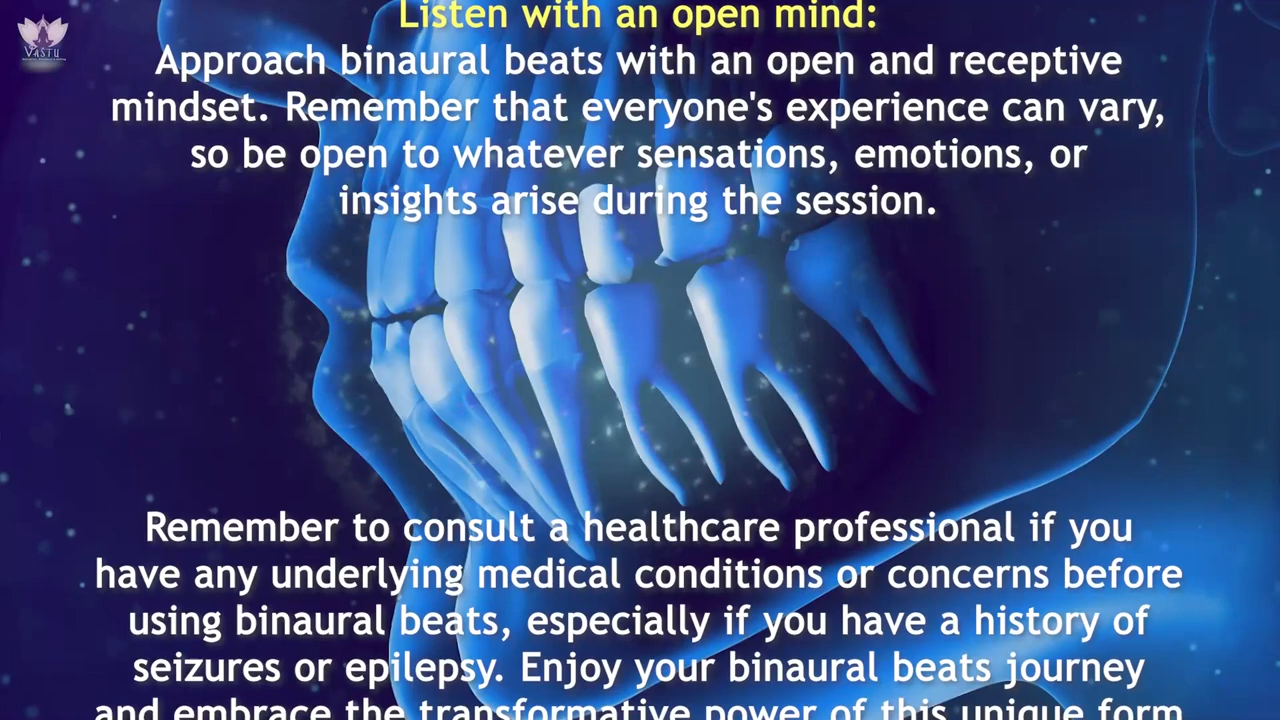 VASTU
Listen with an open mind:
Approach binaural beats with an open and receptive
mindset. Remember that everyone's experience can vary,
so be open to whatever sensations, emotions, or
insights arise during the session.
Remember to consult a healthcare professional if you
have any underlying medical conditions or concerns before
using binaural beats, especially if you have a history of
seizures or epilepsy. Enjoy your binaural beats journey
and embrace the transformative power of this unique form